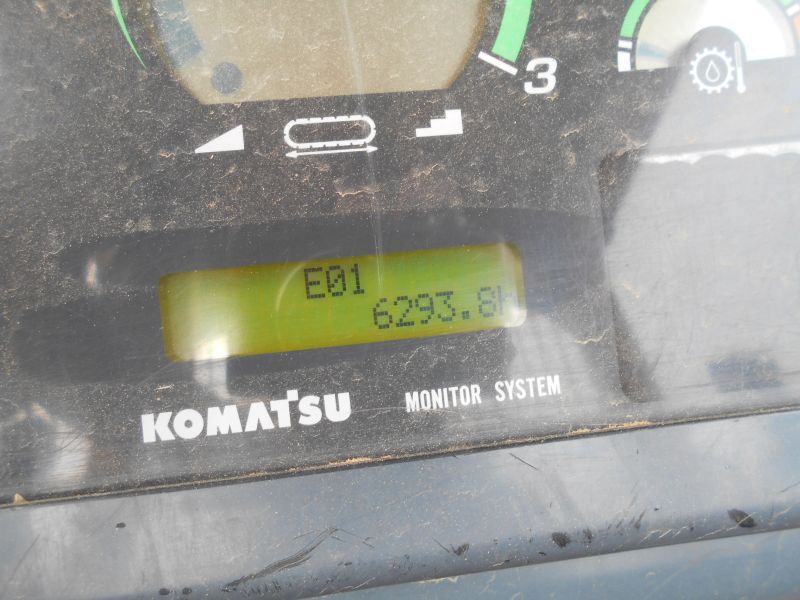 3
E01
6293.8h
KOMATSU MONITOR SYSTEM